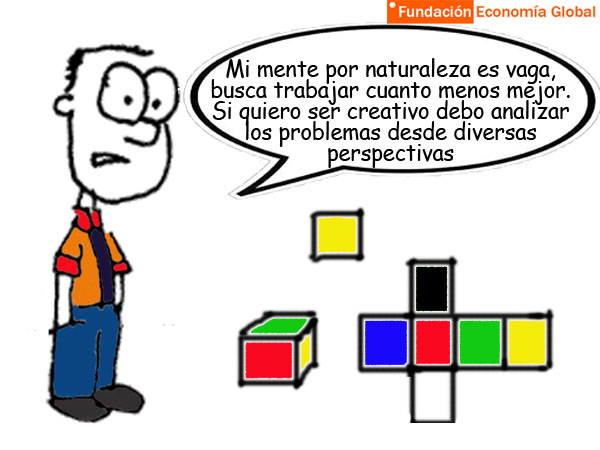 Fundación Economía Global
Mi mente por naturaleza es vaga,
busca trabajar cuanto menos mejor.
Si quiero ser creativo debo analizar
los problemas desde diversas
perspectivas